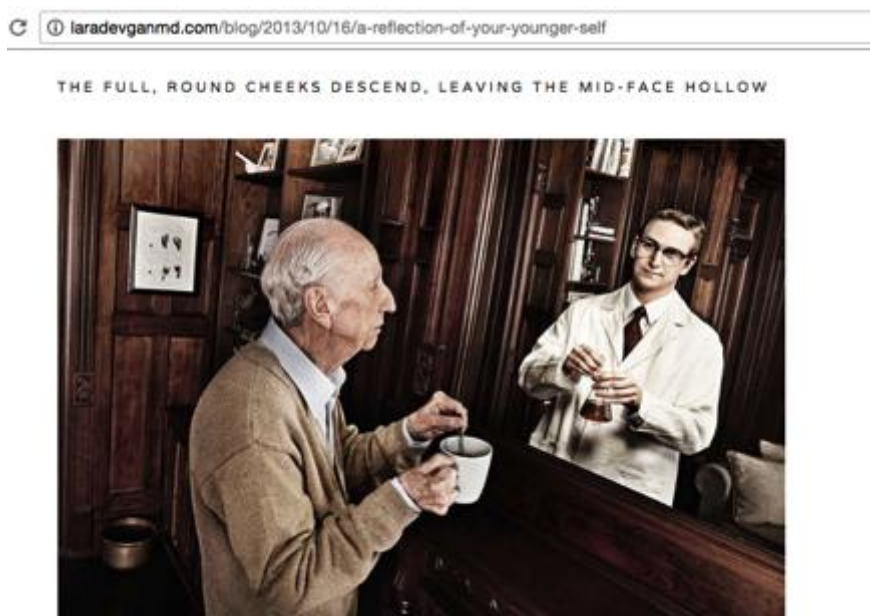 laradevganmd.com/blog/2013/10/16/a-reflection-of-your-younger-self
THE FULL, ROUND CHEEKS DESCEND, LEAVING THE MID-FACE HOLLOW